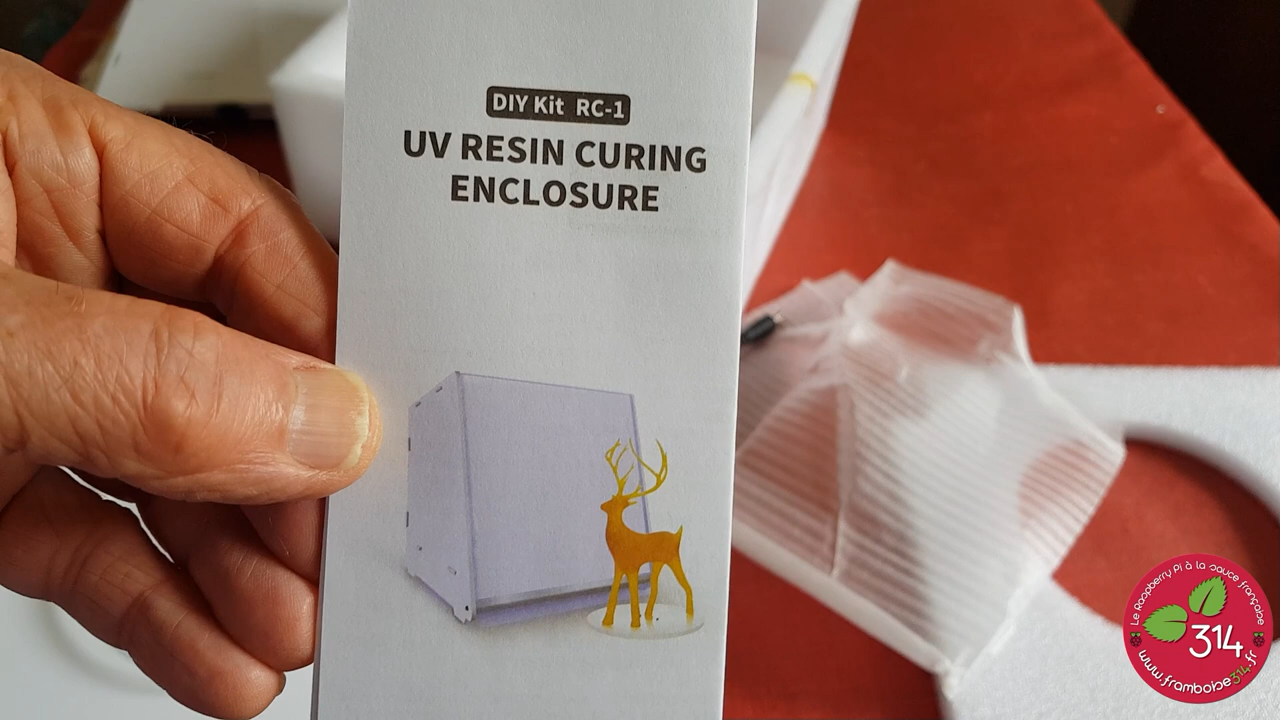 DIY Kit RC-1
UV RESIN CURING
ENCLOSURE
Le Raspberry Pi à la sauce française
314
www.framboise314.fr